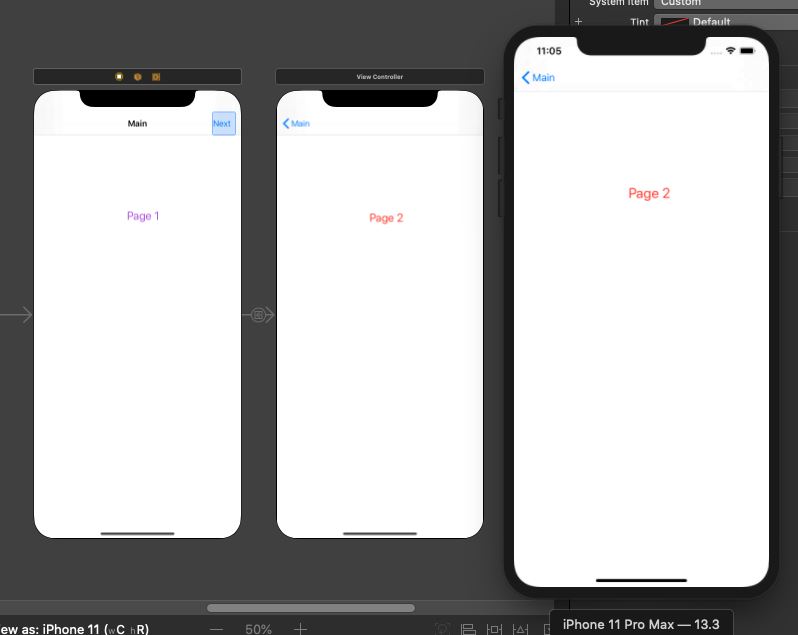 System Item Custom
Tint Default
11:05
Main
View Controller
Main
Next
Main
Page 1
Page 2
Page 2
View as: iPhone 11 (wC hR)
50%
iPhone 11 Pro Max — 13.3